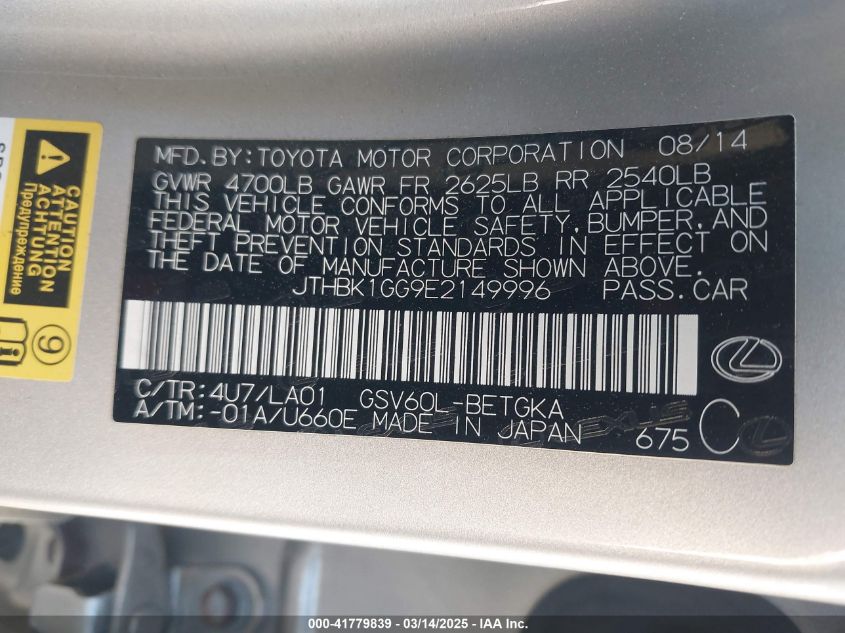 CAUTION
ATTENTION
ACHTUNG
Предупреждение
9
MFD. BY: TOYOTA MOTOR CORPORATION 08/14
GVWR 4700LB GAWR FR 2625LB RR 2540LB
THIS VEHICLE CONFORMS TO ALL APPLICABLE
FEDERAL MOTOR VEHICLE SAFETY, BUMPER, AND
THEFT PREVENTION STANDARDS IN EFFECT ON
THE DATE OF MANUFACTURE SHOWN ABOVE.
JTHBK1GG9E2149996 PASS.CAR
C/TR: 4U7/LA01 GSV60L-BETGKA
A/TM: -01A/U660E MADE IN JAPAN 675 C
000-41779839 - 03/14/2025 - IAA Inc.